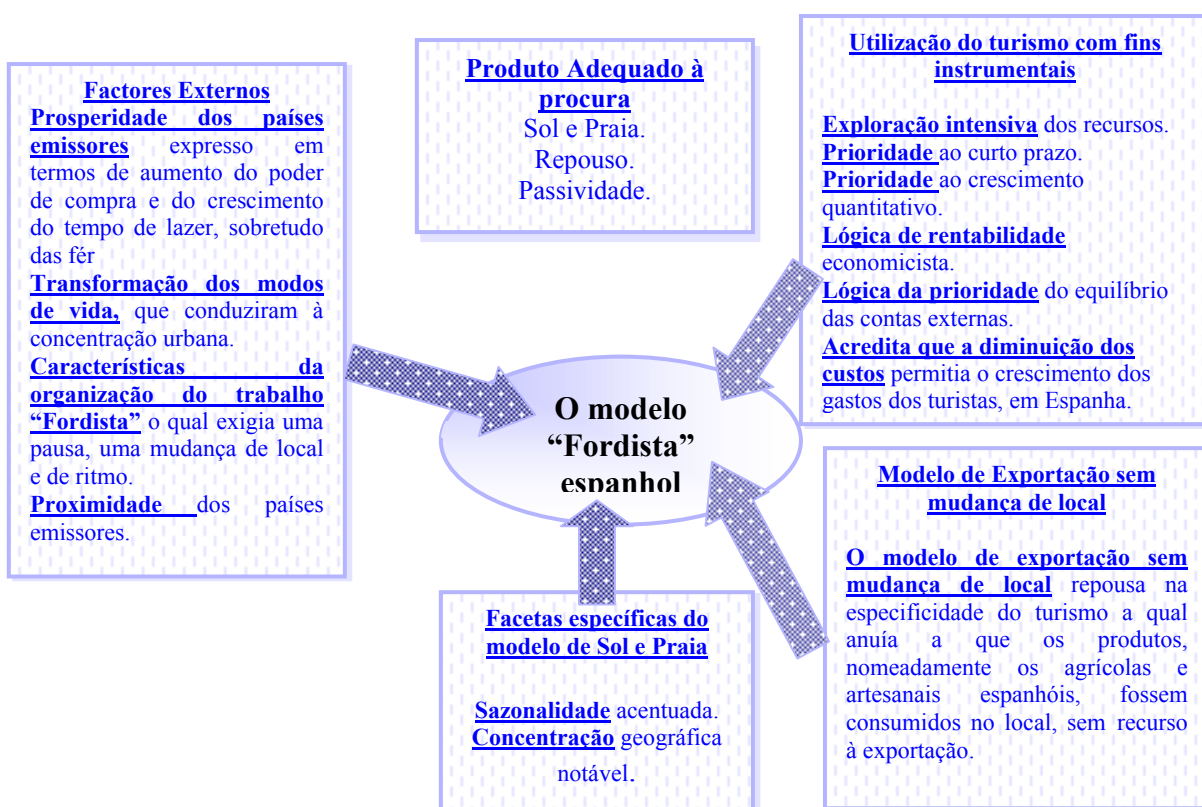 Factores Externos
Prosperidade dos países
emissores expresso em
termos de aumento do poder
de compra e do crescimento
do tempo de lazer, sobretudo
das fér
Transformação dos modos
de vida, que conduziram à
concentração urbana.
Características da
organização do trabalho
“Fordista” o qual exigia uma
pausa, uma mudança de local
e de ritmo.
Proximidade dos países
emissores.
Produto Adequado à
procura
Sol e Praia.
Repouso.
Passividade.
Utilização do turismo com fins
instrumentais
Exploração intensiva dos recursos.
Prioridade ao curto prazo.
Prioridade ao crescimento
quantitativo.
Lógica de rentabilidade
economicista.
Lógica da prioridade do equilíbrio
das contas externas.
Acredita que a diminuição dos
custos permitia o crescimento dos
gastos dos turistas, em Espanha.
O modelo
“Fordista”
espanhol
Facetas específicas do
modelo de Sol e Praia
Sazonalidade acentuada.
Concentração geográfica
notável.
Modelo de Exportação sem
mudança de local
O modelo de exportação sem
mudança de local repousa na
especificidade do turismo a qual
anuía a que os produtos,
nomeadamente os agrícolas e
artesanais espanhóis, fossem
consumidos no local, sem recurso
à exportação.